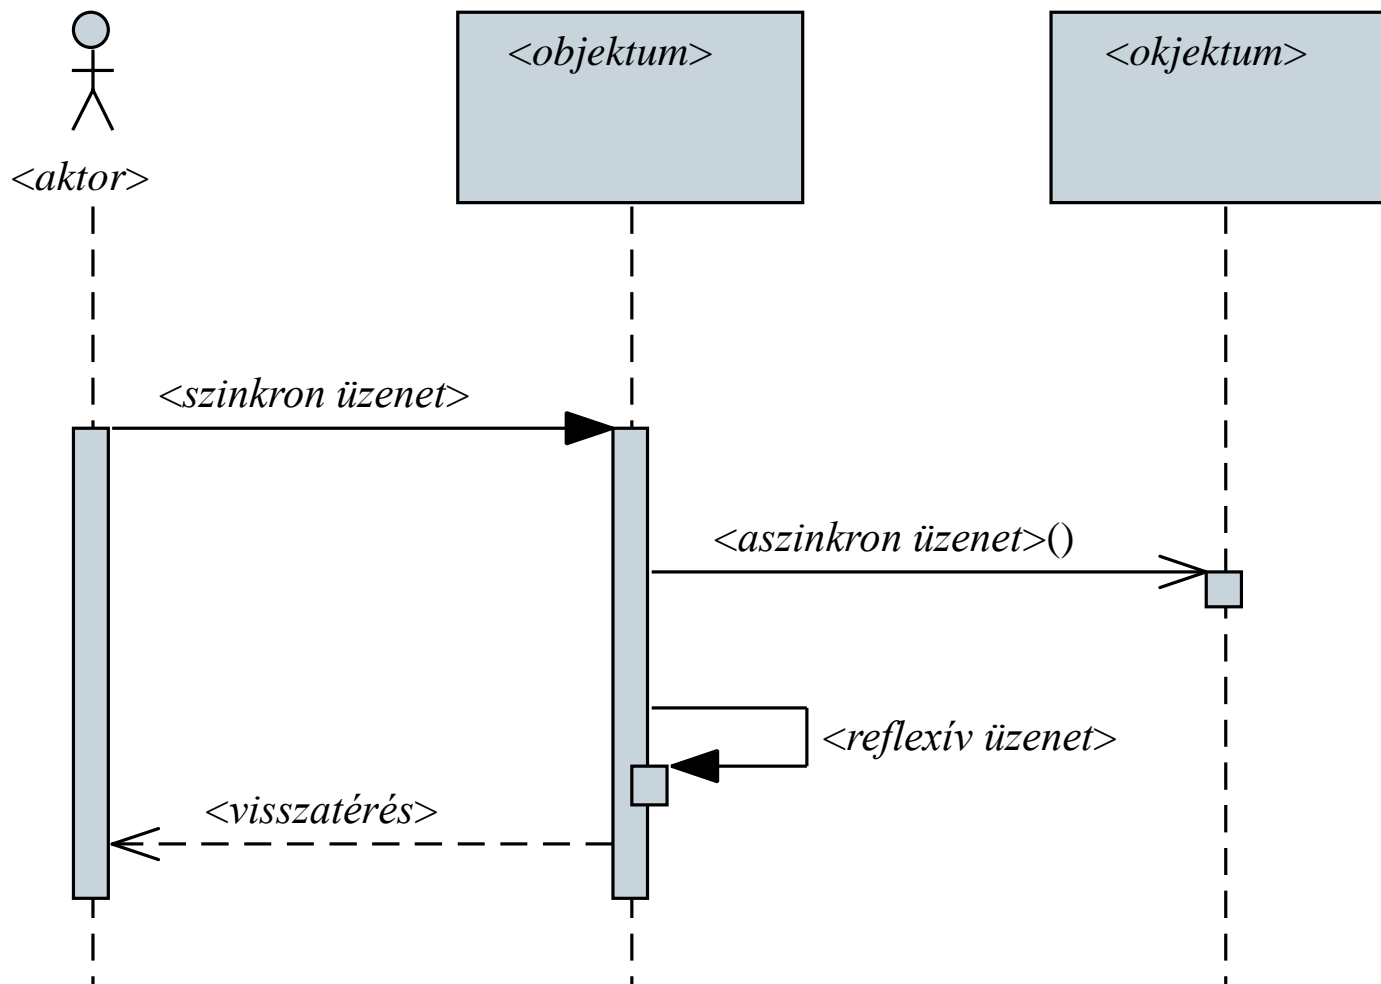 <objektum>
<okjektum>
<aktor>
<szinkron üzenet>
<aszinkron üzenet>()
<reflexív üzenet>
<visszatérés>